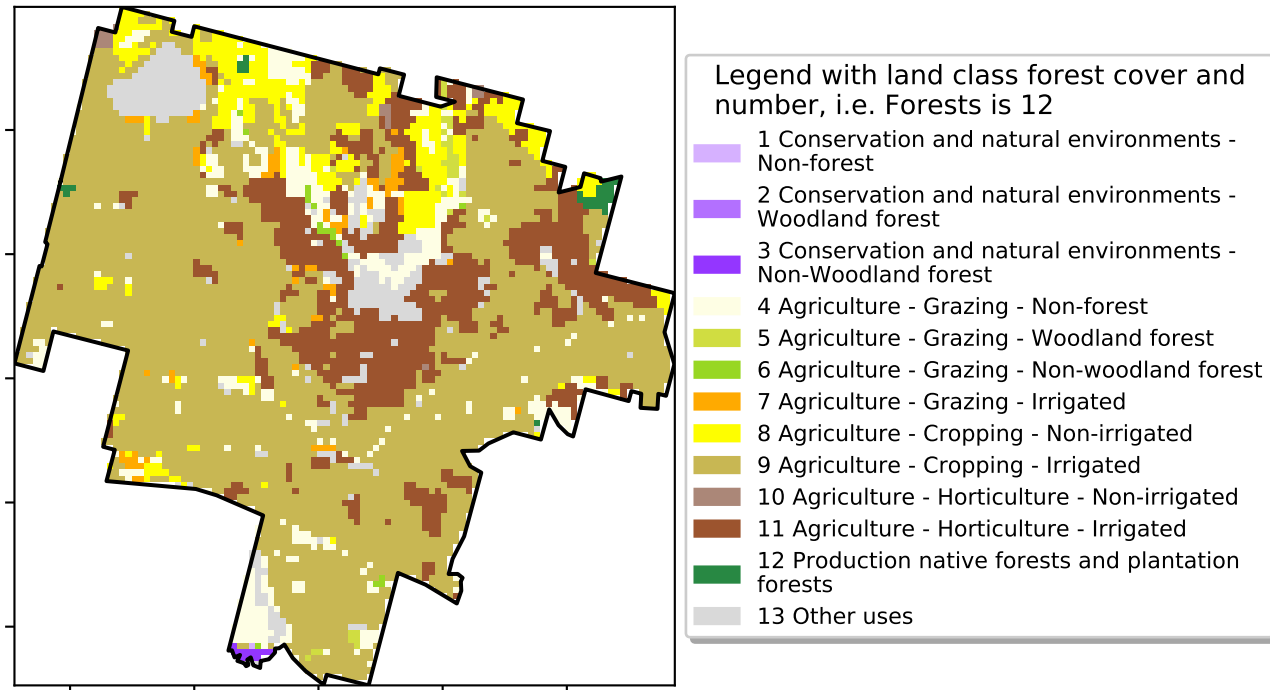 Legend with land class forest cover and
number, i.e. Forests is 12
1 Conservation and natural environments -
Non-forest
2 Conservation and natural environments -
Woodland forest
3 Conservation and natural environments -
Non-Woodland forest
4 Agriculture - Grazing - Non-forest
5 Agriculture - Grazing - Woodland forest
6 Agriculture - Grazing - Non-woodland forest
7 Agriculture - Grazing - Irrigated
8 Agriculture - Cropping - Non-irrigated
9 Agriculture - Cropping - Irrigated
10 Agriculture - Horticulture - Non-irrigated
11 Agriculture - Horticulture - Irrigated
12 Production native forests and plantation
forests
13 Other uses